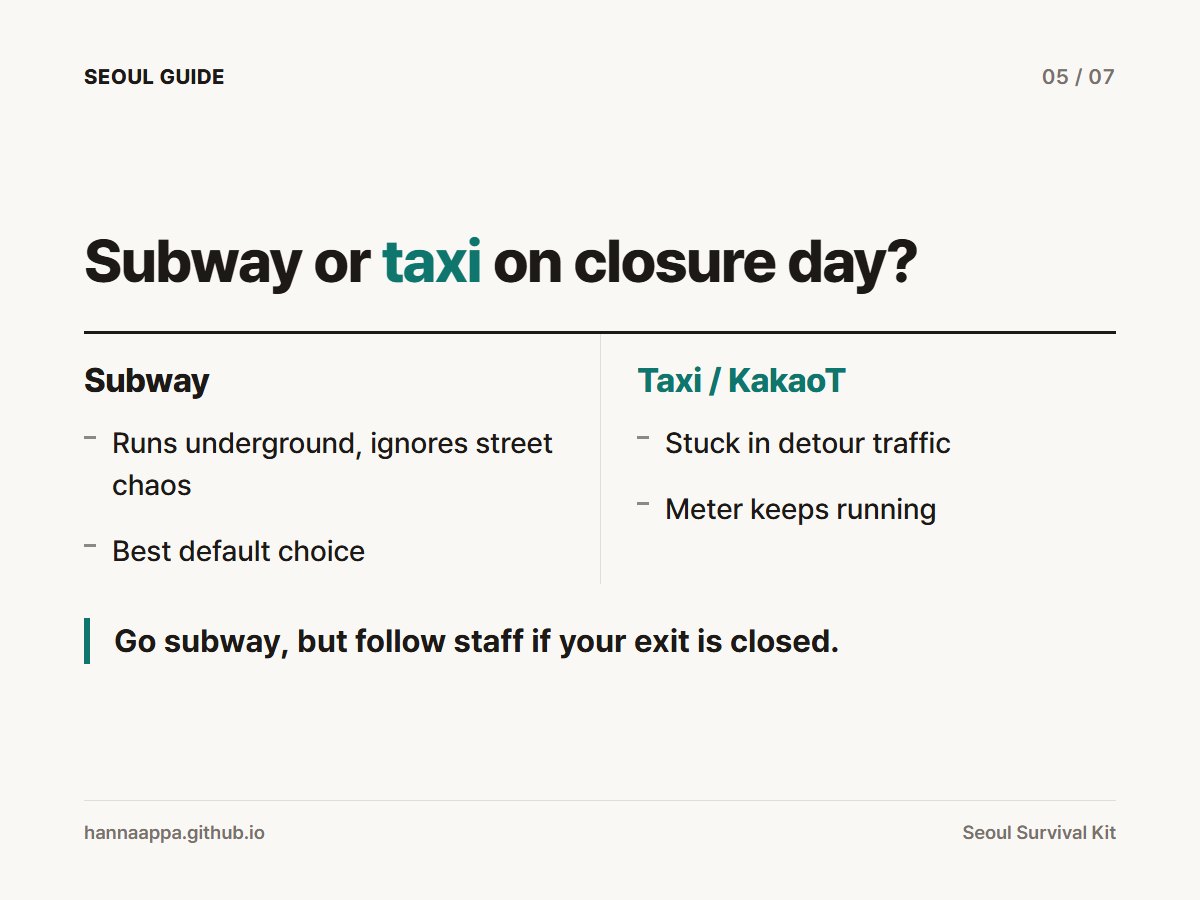 SEOUL GUIDE
05 / 07
Subway or taxi on closure day?
Subway
– Runs underground, ignores street
chaos
– Best default choice
Taxi / KakaoT
– Stuck in detour traffic
– Meter keeps running
Go subway, but follow staff if your exit is closed.
hannaappa.github.io
Seoul Survival Kit